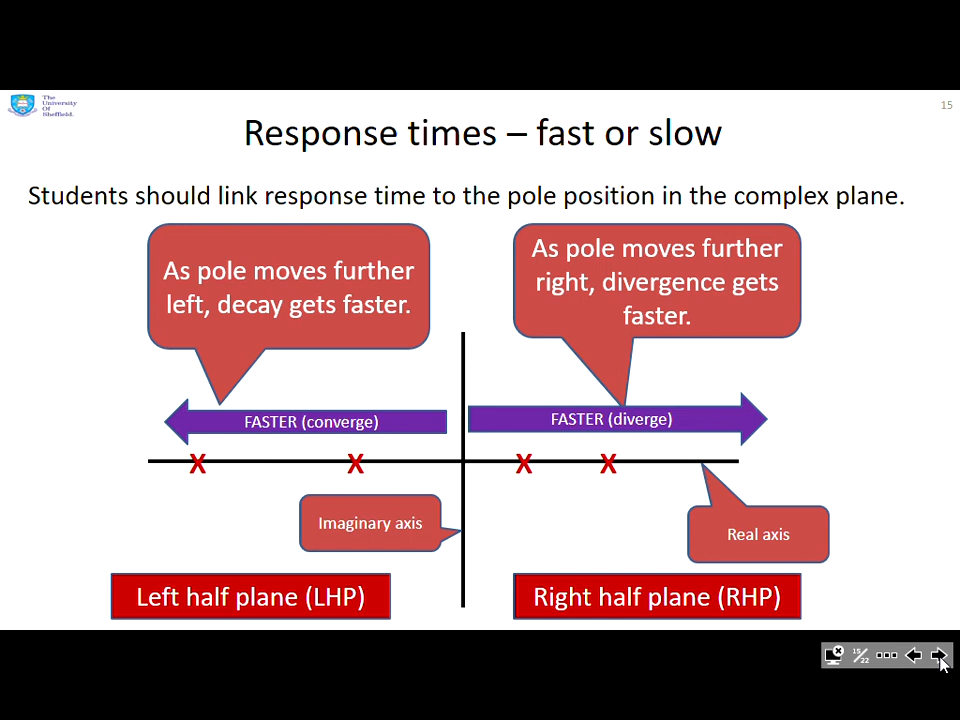 The
University
Of
Sheffield.
15
Response times – fast or slow
Students should link response time to the pole position in the complex plane.
As pole moves further
left, decay gets faster.
As pole moves further
right, divergence gets
faster.
FASTER (converge)
FASTER (diverge)
X
X
X
X
Imaginary axis
Real axis
Left half plane (LHP)
Right half plane (RHP)
15/22